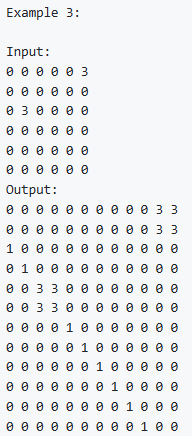 Example 3:
Input:
0 0 0 0 0 3
0 0 0 0 0 0
0 3 0 0 0 0
0 0 0 0 0 0
0 0 0 0 0 0
0 0 0 0 0 0
Output:
0 0 0 0 0 0 0 0 0 0 3 3
0 0 0 0 0 0 0 0 0 0 3 3
1 0 0 0 0 0 0 0 0 0 0 0
0 1 0 0 0 0 0 0 0 0 0 0
0 0 3 3 0 0 0 0 0 0 0 0
0 0 3 3 0 0 0 0 0 0 0 0
0 0 0 0 1 0 0 0 0 0 0 0
0 0 0 0 0 1 0 0 0 0 0 0
0 0 0 0 0 0 1 0 0 0 0 0
0 0 0 0 0 0 0 1 0 0 0 0
0 0 0 0 0 0 0 0 1 0 0 0
0 0 0 0 0 0 0 0 0 1 0 0